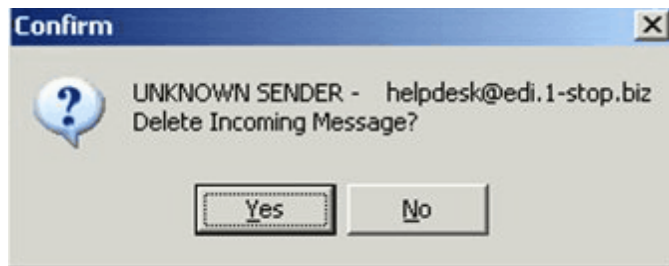 Confirm
UNKNOWN SENDER - helpdesk@edi.1-stop.biz
Delete Incoming Message?
Yes No